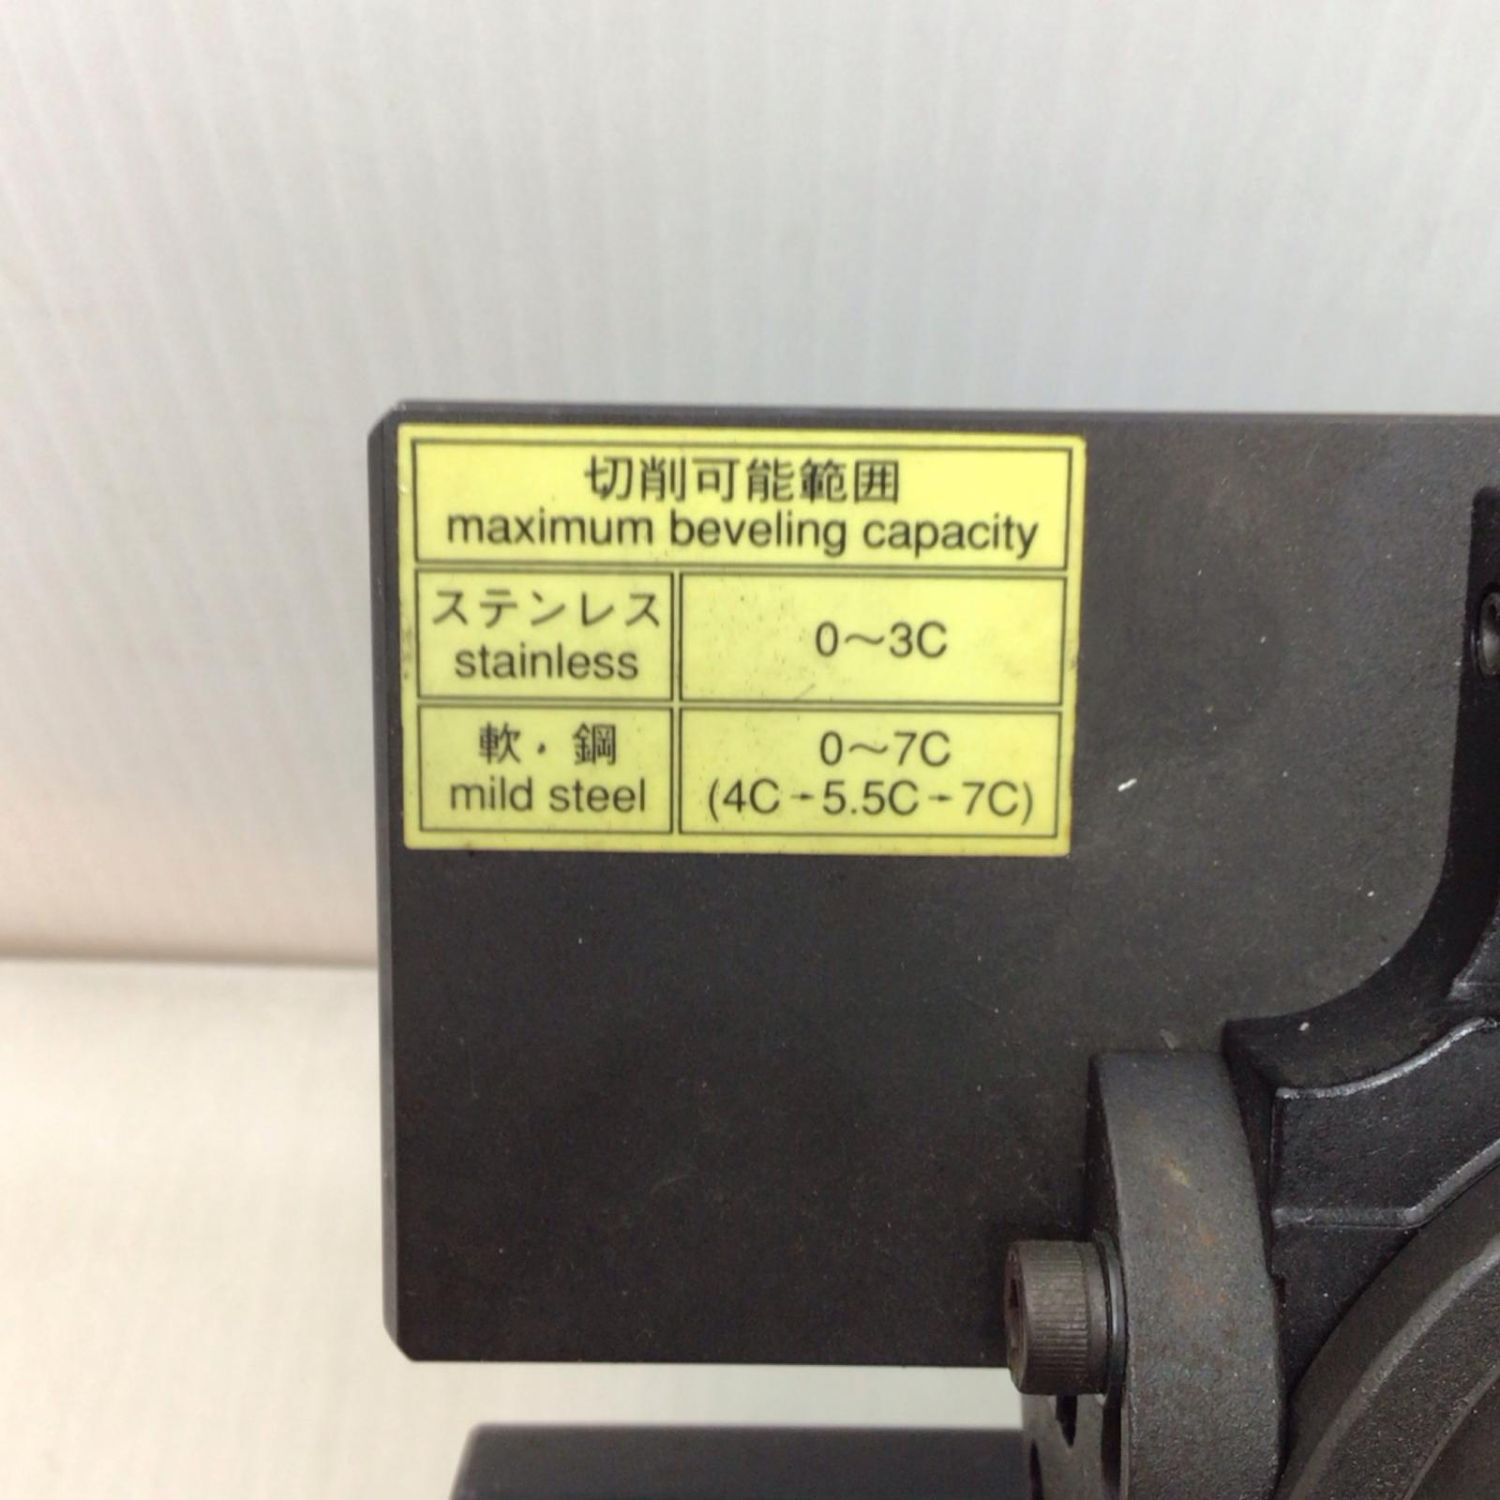 切削可能範囲
maximum beveling capacity
ステンレス
stainless
0〜3C
軟・鋼
mild steel
0〜7C
(4C→5.5C→7C)